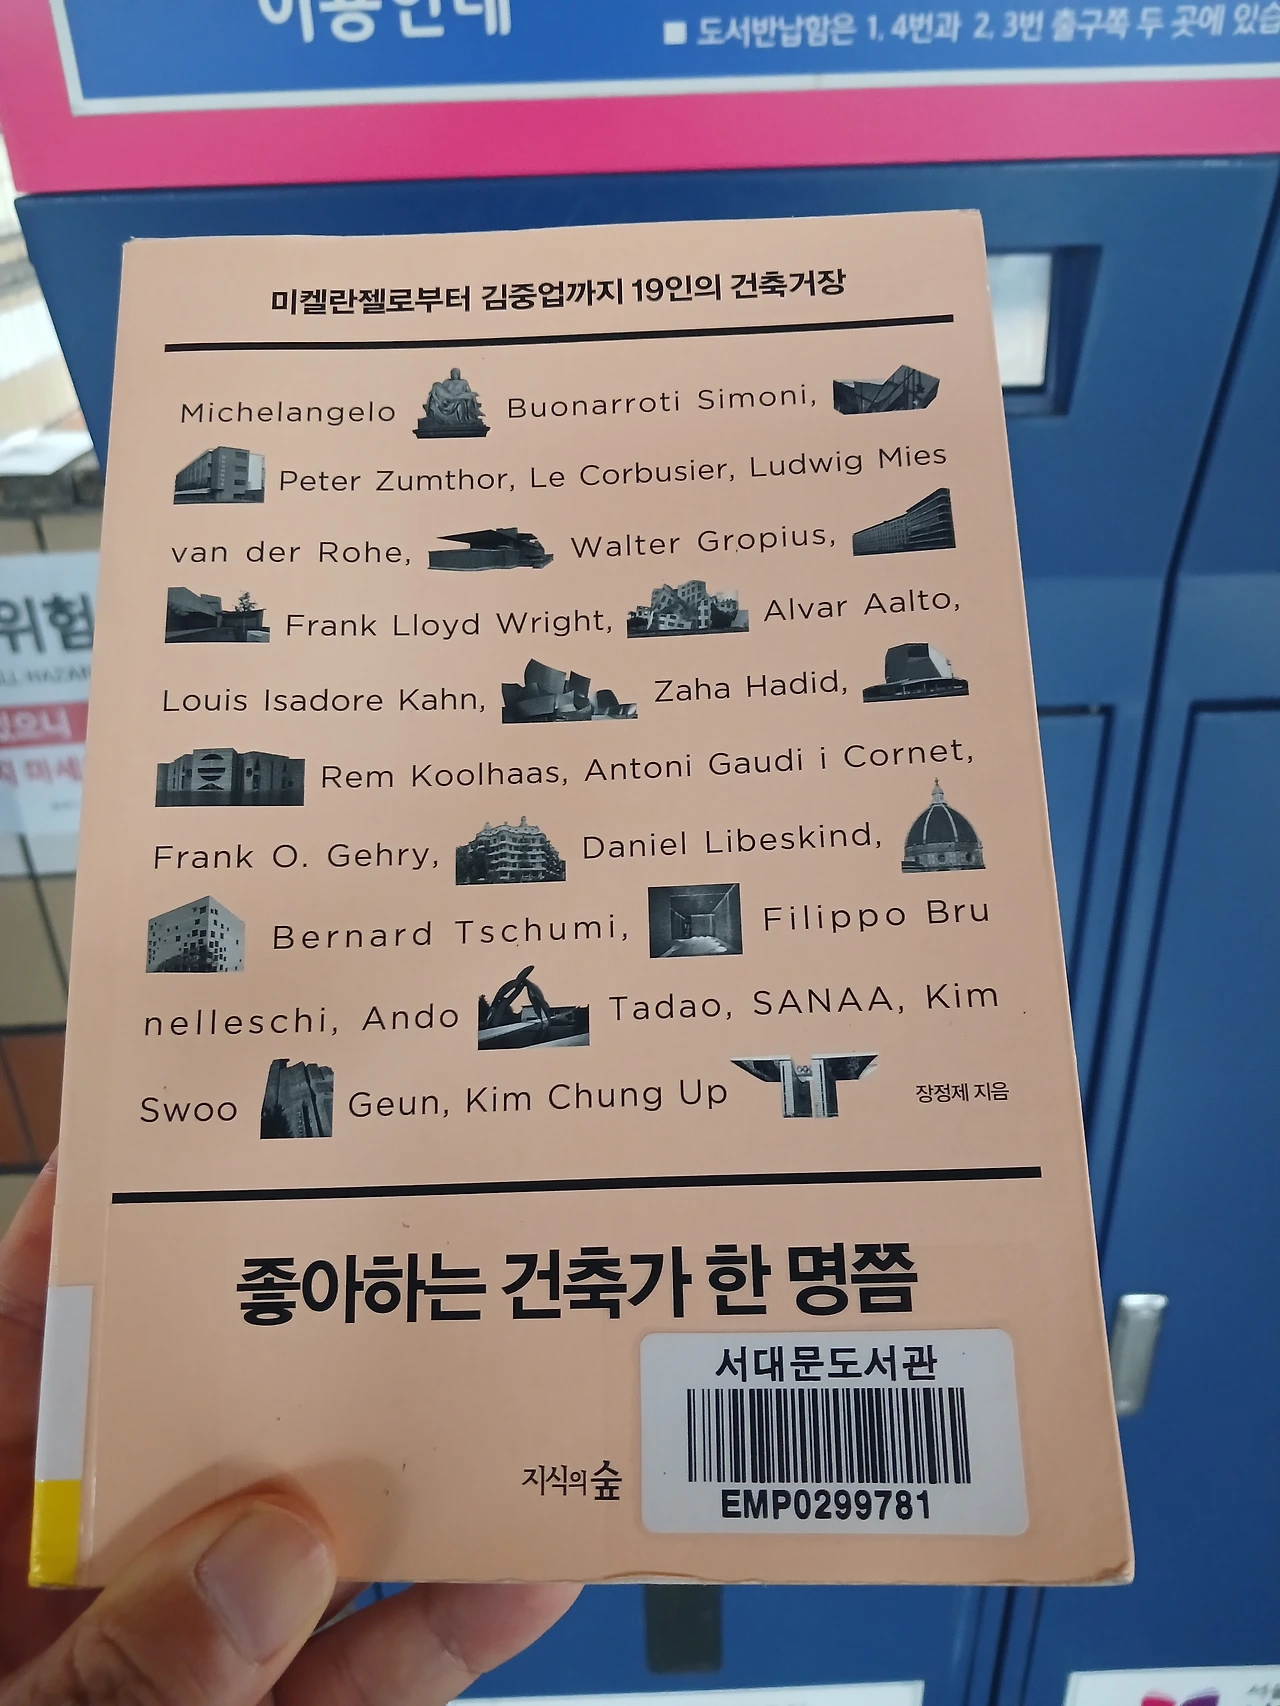 이용안내
■ 도서반납함은 1, 4번과 2, 3번 출구쪽 두 곳에
미켈란젤로부터 김중업까지 19인의 건축거장
Michelangelo Buonarroti Simoni,
Peter Zumthor, Le Corbusier, Ludwig Mies
van der Rohe, Walter Gropius,
Frank Lloyd Wright, Alvar Aalto,
Louis Isadore Kahn, Zaha Hadid,
Rem Koolhaas, Antoni Gaudi i Cornet,
Frank O. Gehry, Daniel Libeskind,
Bernard Tschumi, Filippo Bru
nelleschi, Ando Tadao, SANAA, Kim
Swoo Geun, Kim Chung Up 장정제 지음
좋아하는 건축가 한 명쯤
서대문도서관
지식의숲
EMP0299781
위험